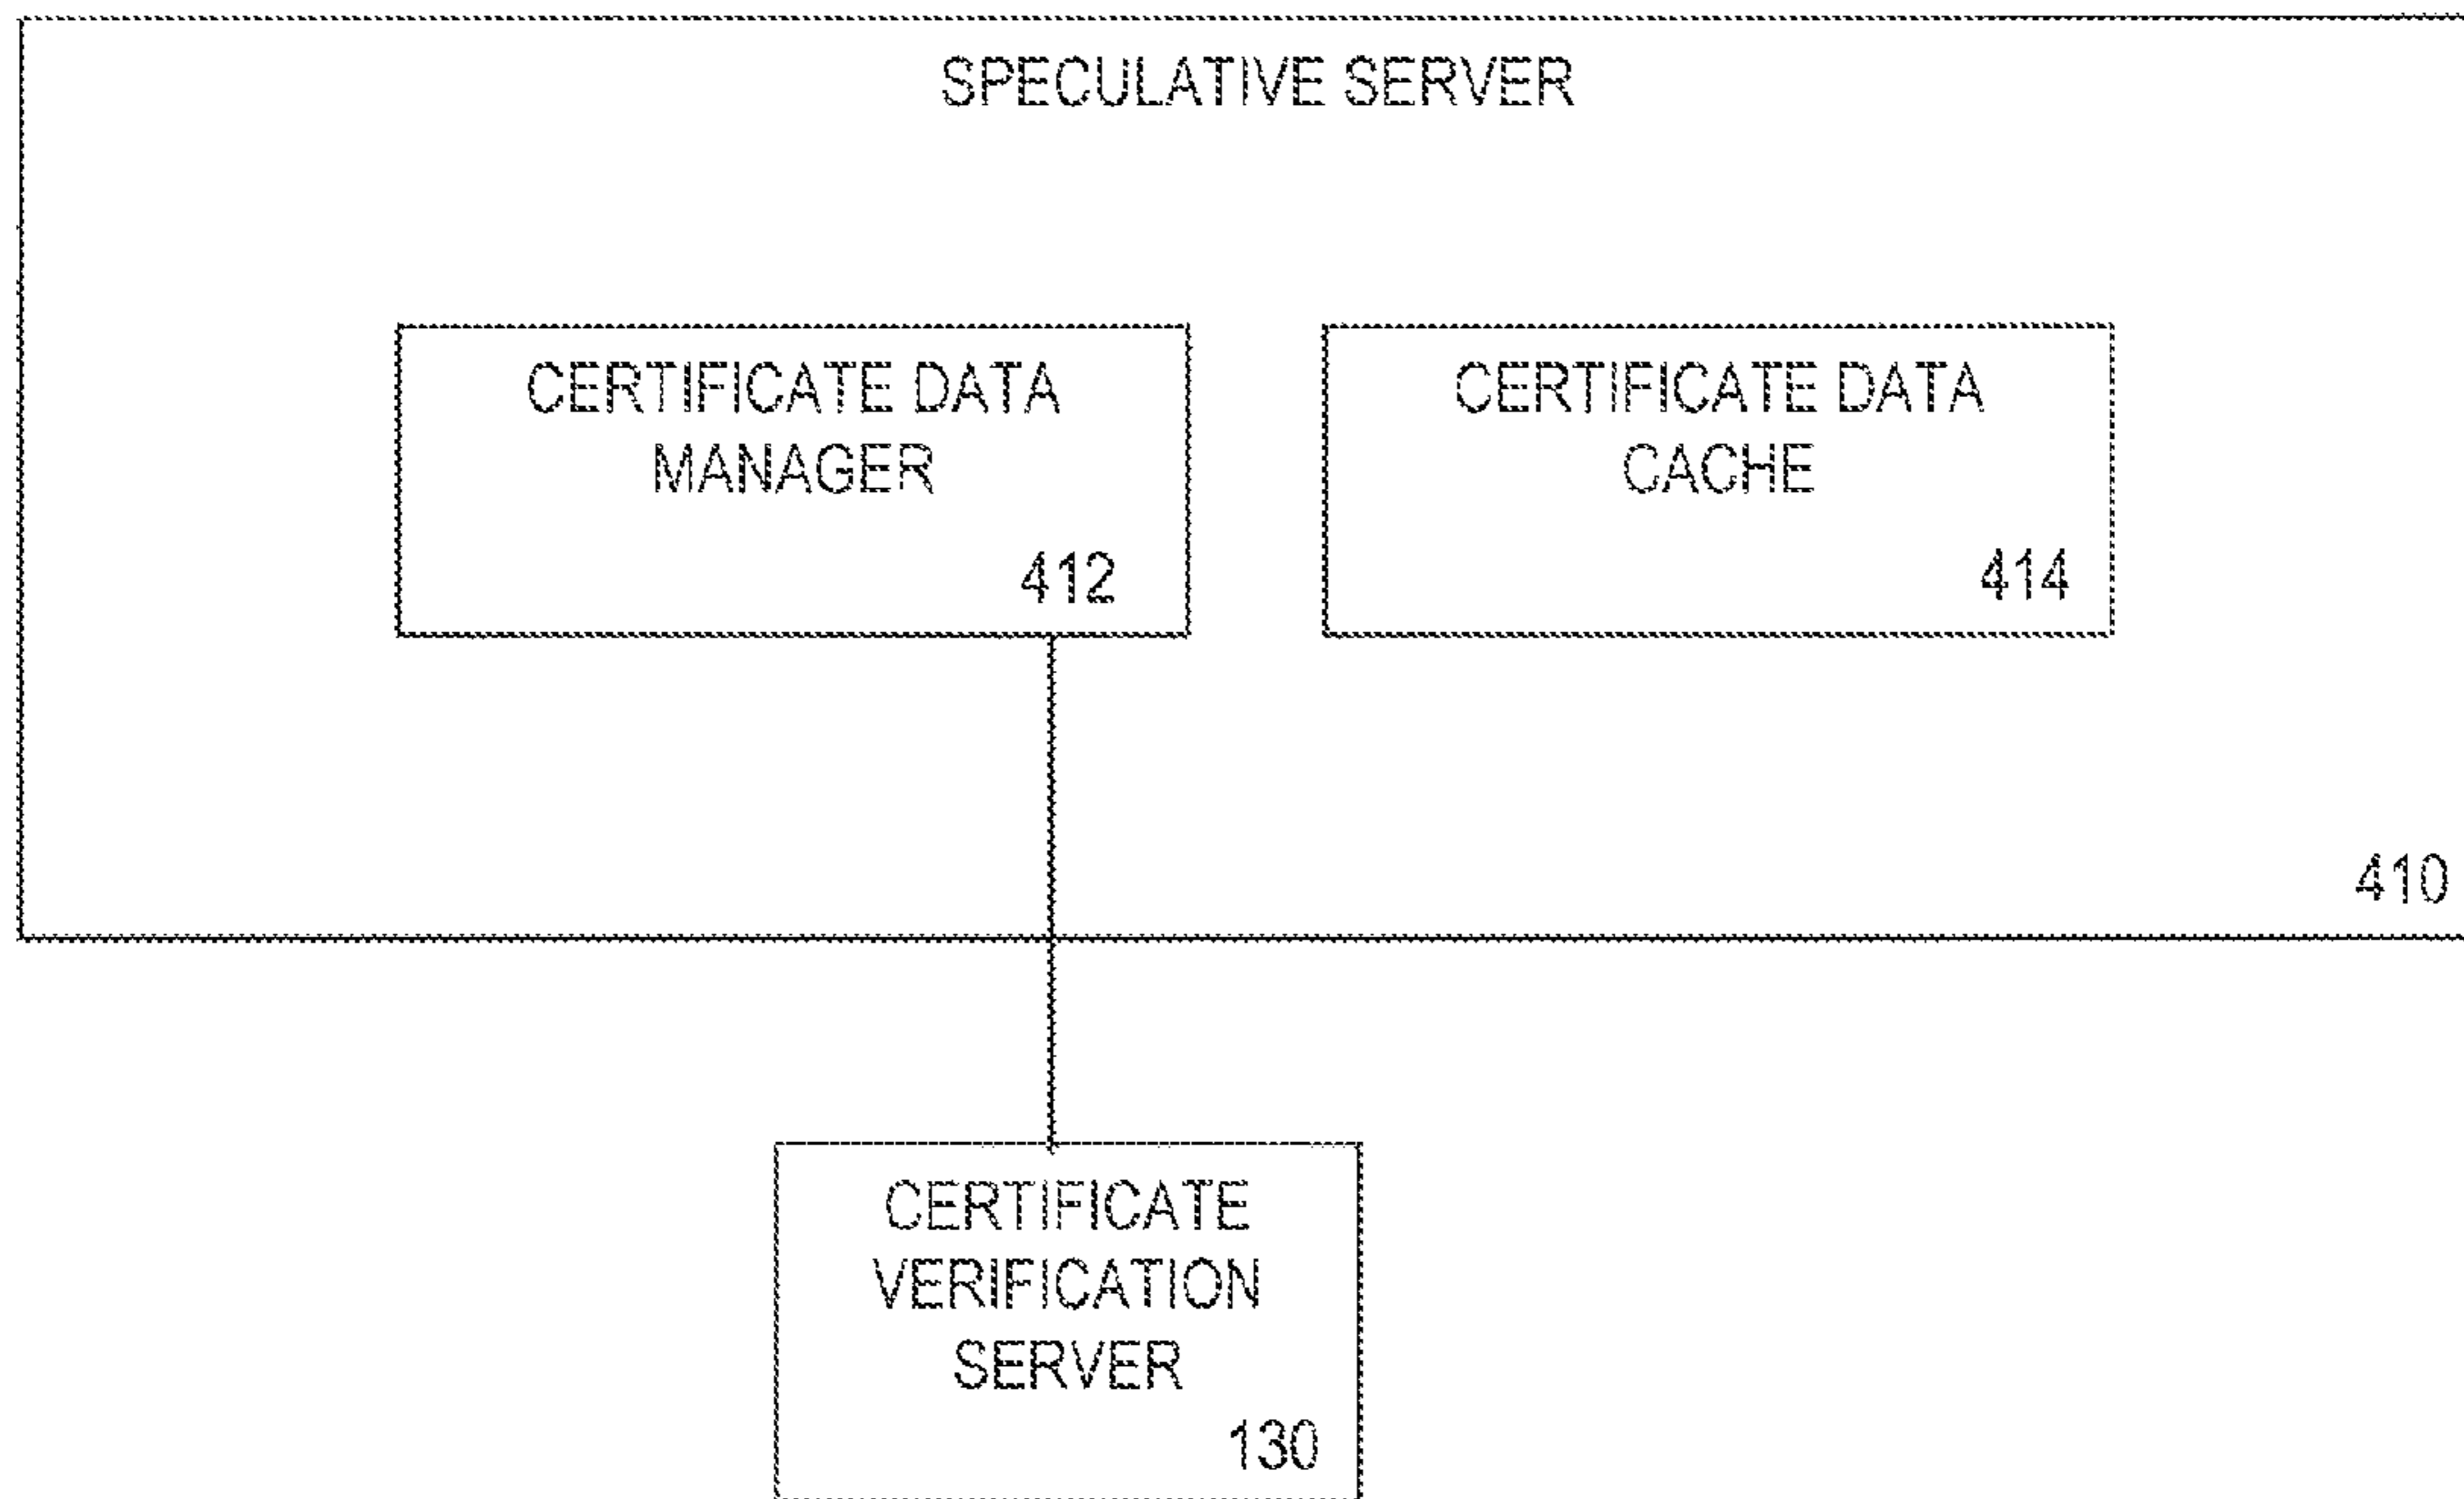 SPECULATIVE SERVER
CERTIFICATE DATA
MANAGER
412
CERTIFICATE DATA
CACHE
414
410
CERTIFICATE
VERIFICATION
SERVER
130